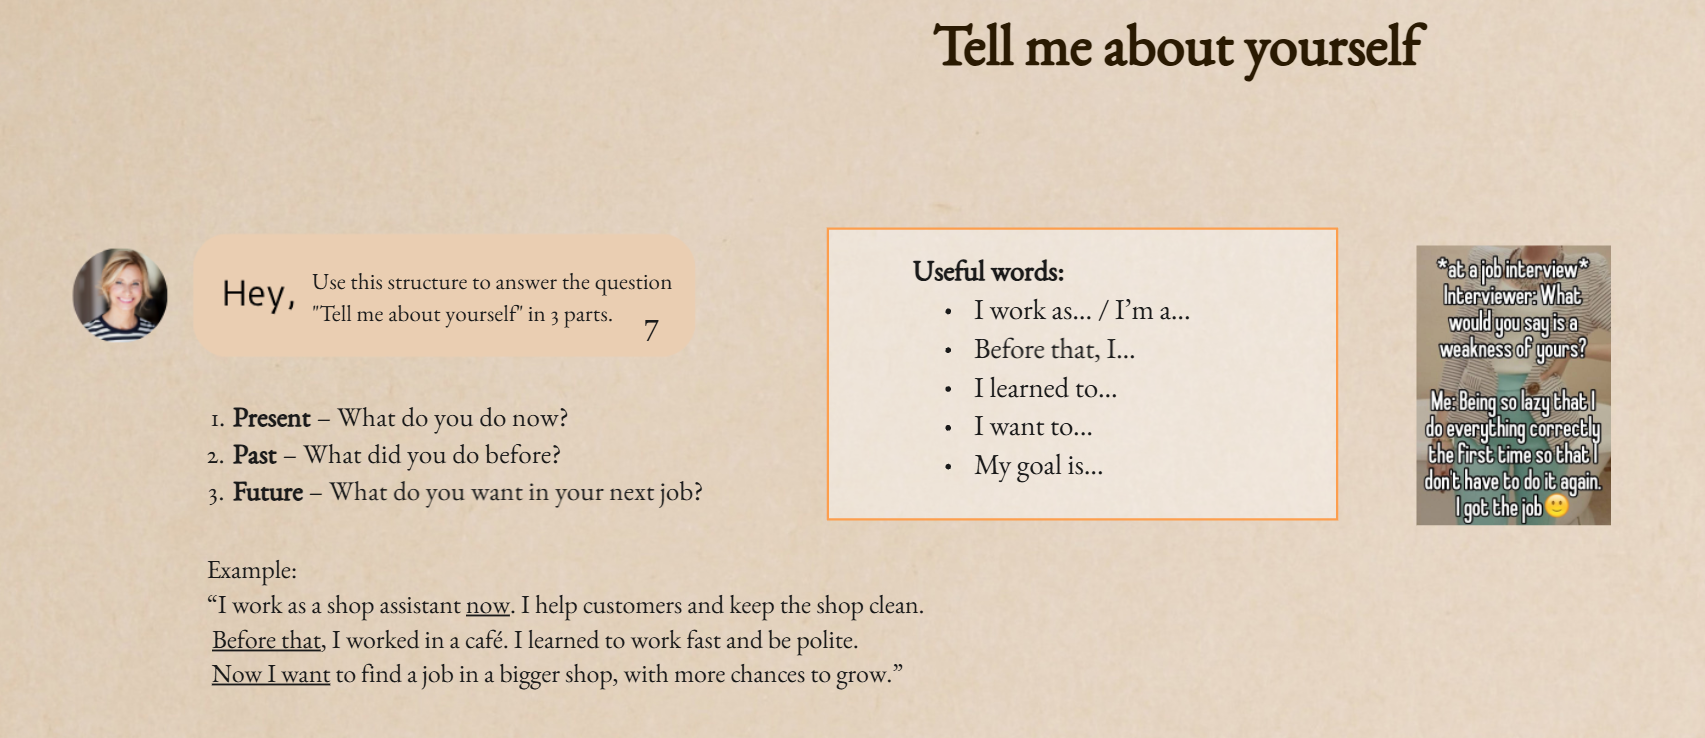 Tell me about yourself
Hey,
Use this structure to answer the question
"Tell me about yourself" in 3 parts.
7
1. Present – What do you do now?
2. Past – What did you do before?
3. Future – What do you want in your next job?
Example:
“I work as a shop assistant now. I help customers and keep the shop clean.
Before that, I worked in a café. I learned to work fast and be polite.
Now I want to find a job in a bigger shop, with more chances to grow.”
Useful words:
• I work as... / I’m a...
• Before that, I...
• I learned to...
• I want to...
• My goal is...
*at a job interview*
Interviewer: What
would you say is a
weakness of yours?
Me: Being so lazy that I
do everything correctly
the first time so that I
don't have to do it again.
I got the job🙂